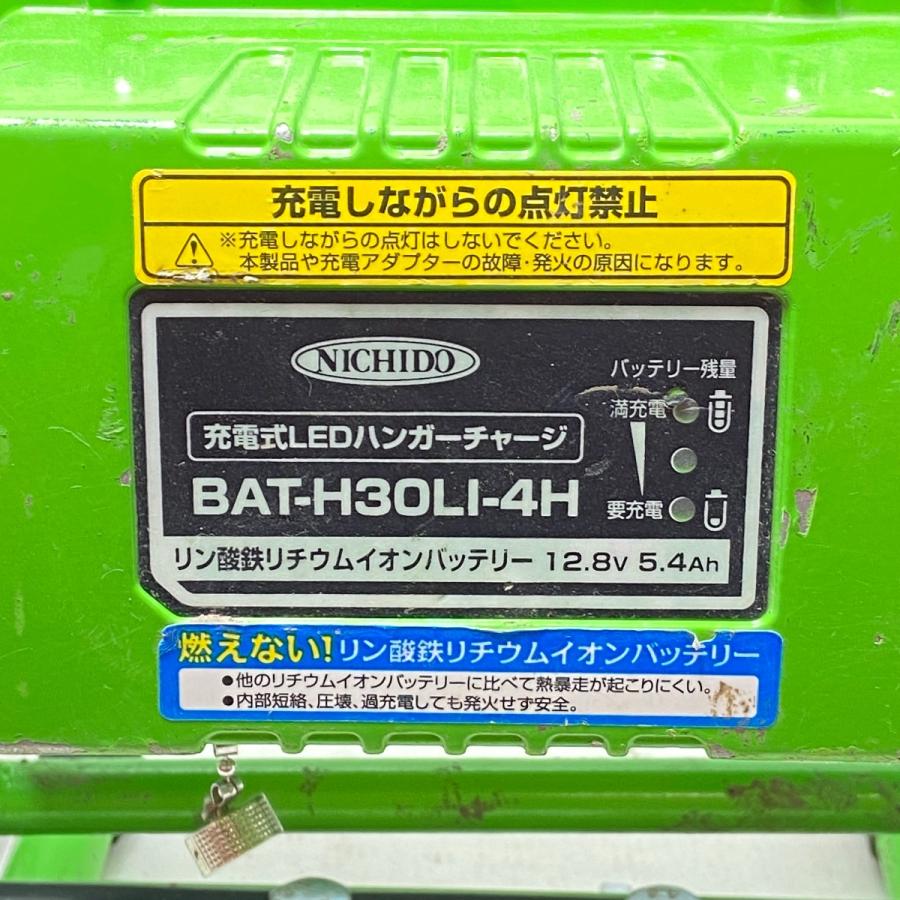 充電しながらの点灯禁止
※充電しながらの点灯はしないでください。
本製品や充電アダプターの故障・発火の原因になります。
NICHIDO
バッテリー残量
満充電
充電式LEDハンガーチャージ
BAT-H30LI-4H
要充電
リン酸鉄リチウムイオンバッテリー 12.8V 5.4Ah
燃えない!リン酸鉄リチウムイオンバッテリー
●他のリチウムイオンバッテリーに比べて熱暴走が起こりにくい。
●内部短絡、圧壊、過充電しても発火せず安全。